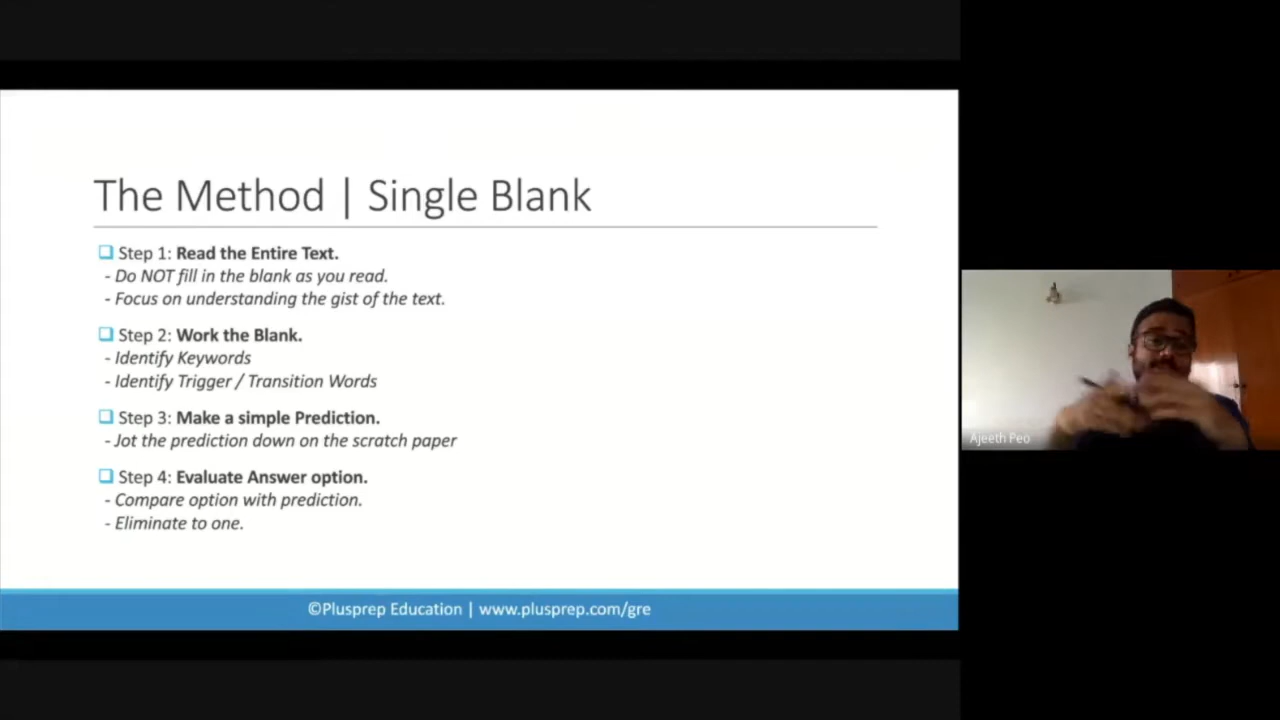 The Method | Single Blank
Step 1: Read the Entire Text.
- Do NOT fill in the blank as you read.
- Focus on understanding the gist of the text.
Step 2: Work the Blank.
- Identify Keywords
- Identify Trigger / Transition Words
Step 3: Make a simple Prediction.
- Jot the prediction down on the scratch paper
Step 4: Evaluate Answer option.
- Compare option with prediction.
- Eliminate to one.
©Plusprep Education | www.plusprep.com/gre
Ajeeth Peo